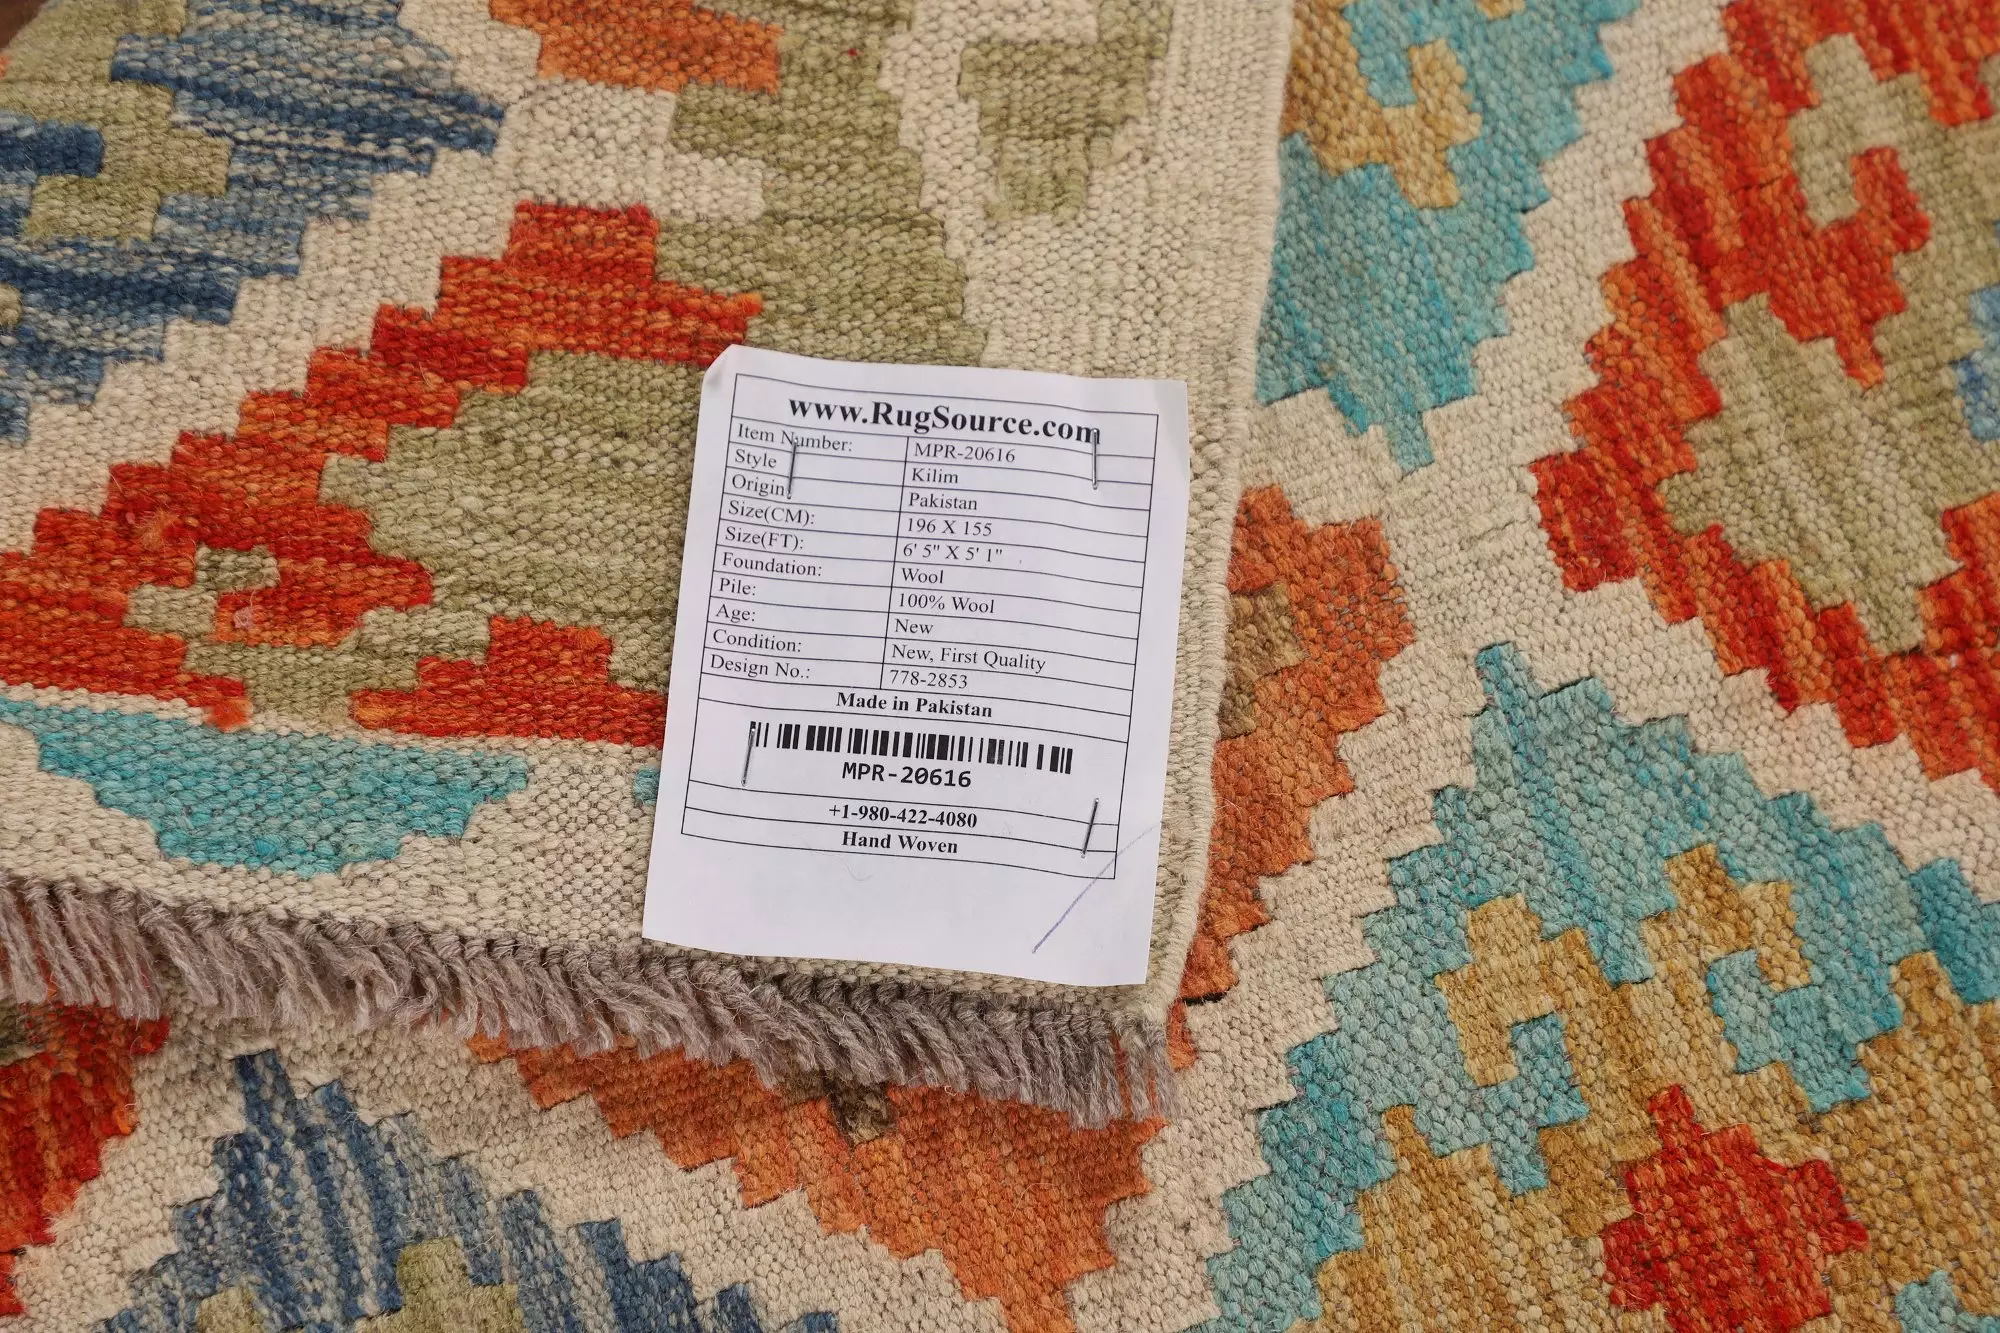 www.RugSource.com
Item Number: MPR-20616
Style Kilim
Origin Pakistan
Size(CM): 196 X 155
Size(FT): 6' 5" X 5' 1"
Foundation: Wool
Pile: 100% Wool
Age: New
Condition: New, First Quality
Design No.: 778-2853
Made in Pakistan
MPR-20616
+1-980-422-4080
Hand Woven